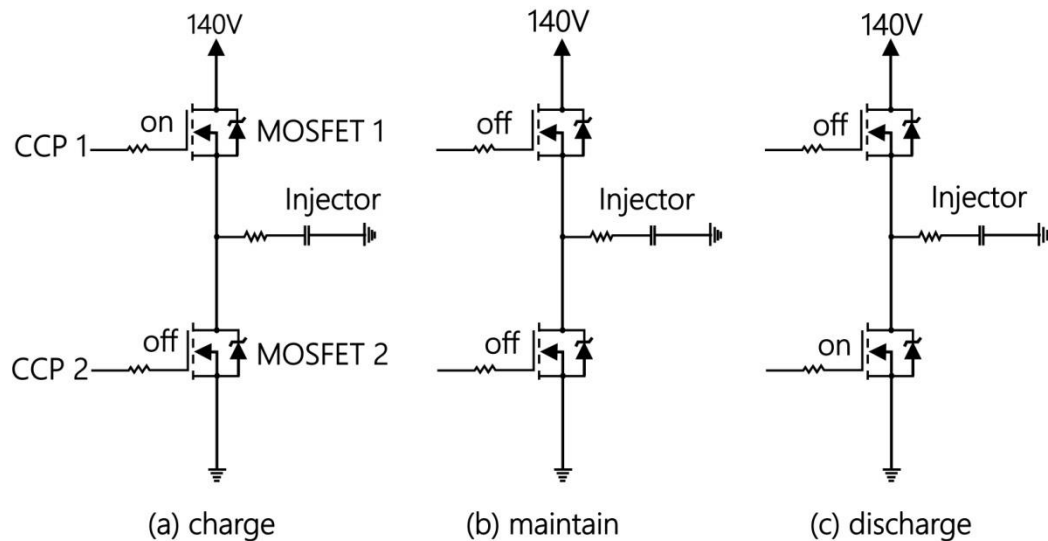 140V
on
CCP 1
MOSFET 1
Injector
off
CCP 2
MOSFET 2
(a) charge
140V
off
Injector
off
(b) maintain
140V
off
Injector
on
(c) discharge